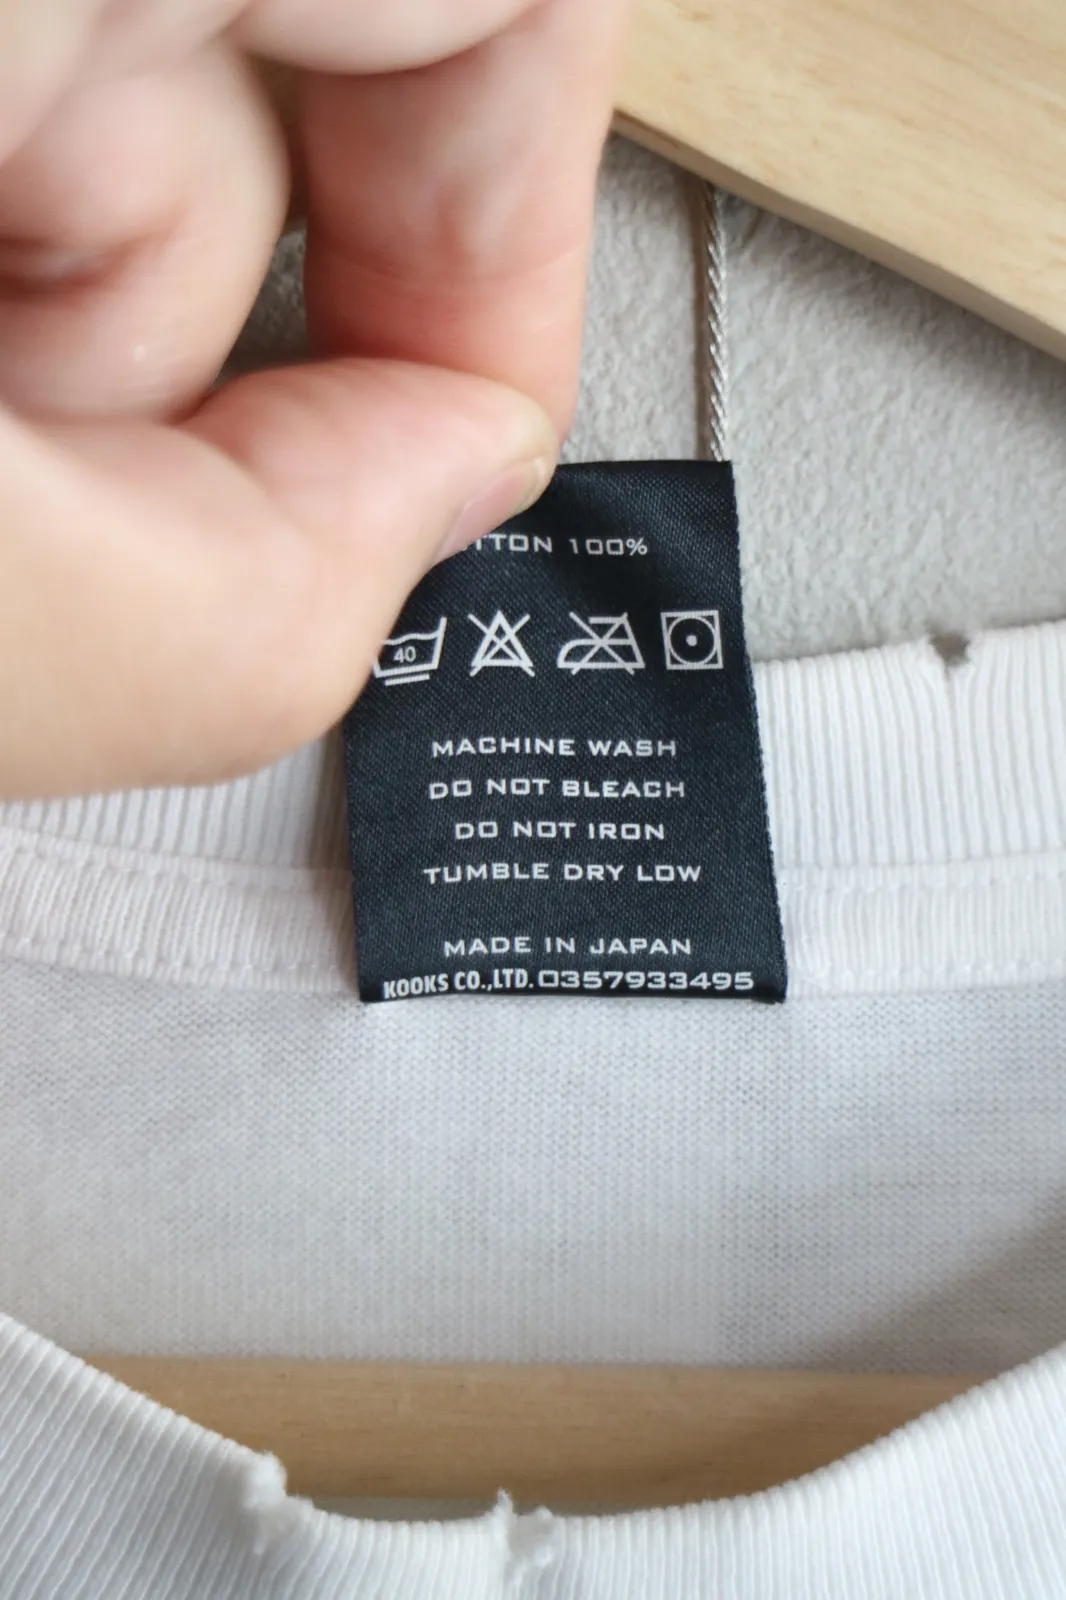 TTON 100%
40
MACHINE WASH
DO NOT BLEACH
DO NOT IRON
TUMBLE DRY LOW
MADE IN JAPAN
KOOKS CO.,LTD. 0357933495